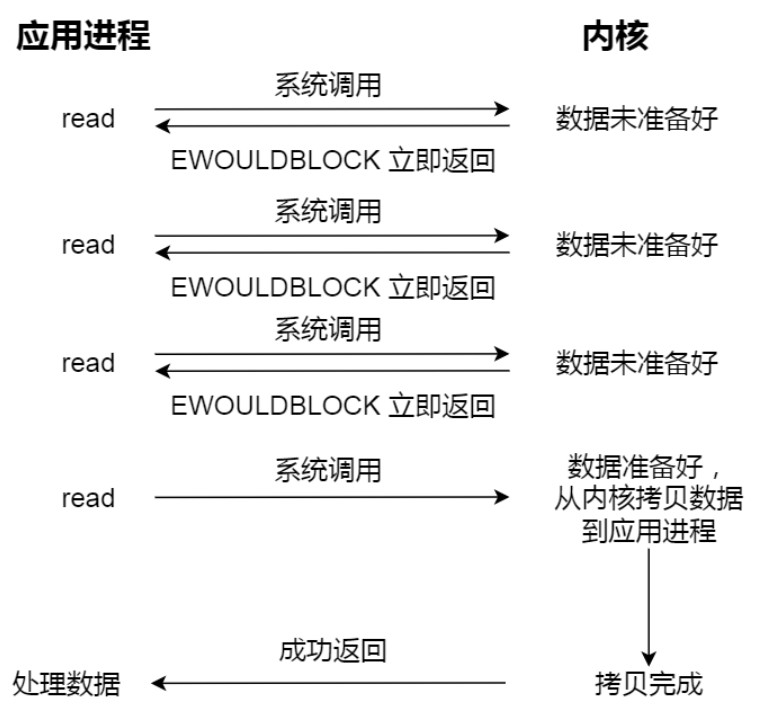 应用进程 内核
系统调用
read 数据未准备好
EWOULDBLOCK 立即返回
系统调用
read 数据未准备好
EWOULDBLOCK 立即返回
系统调用
read 数据未准备好
EWOULDBLOCK 立即返回
系统调用
read
数据准备好，
从内核拷贝数据
到应用进程
成功返回
处理数据 拷贝完成